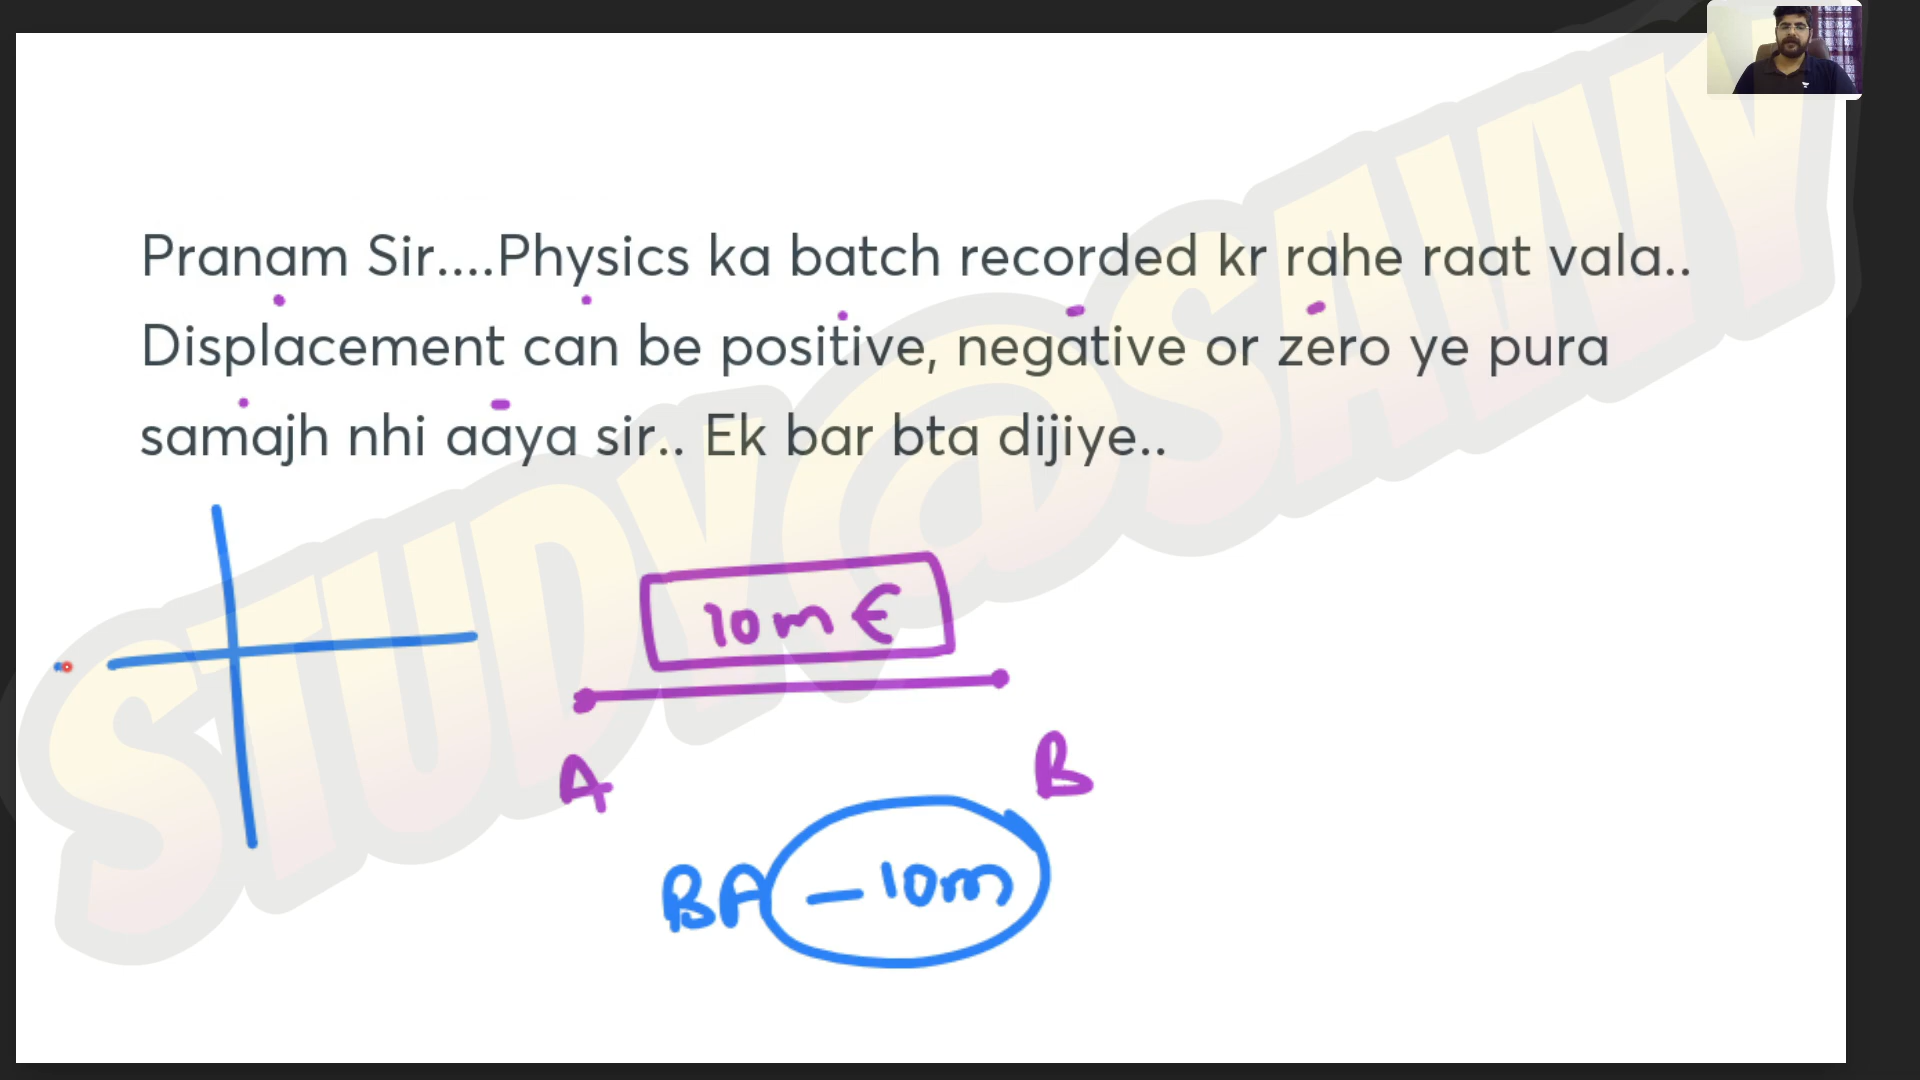 Pranam Sir....Physics ka batch recorded kr rahe raat vala..
Displacement can be positive, negative or zero ye pura
samajh nhi aaya sir.. Ek bar bta dijiye..
10m €
A
B
BA - 10m
STUDY@SAWY